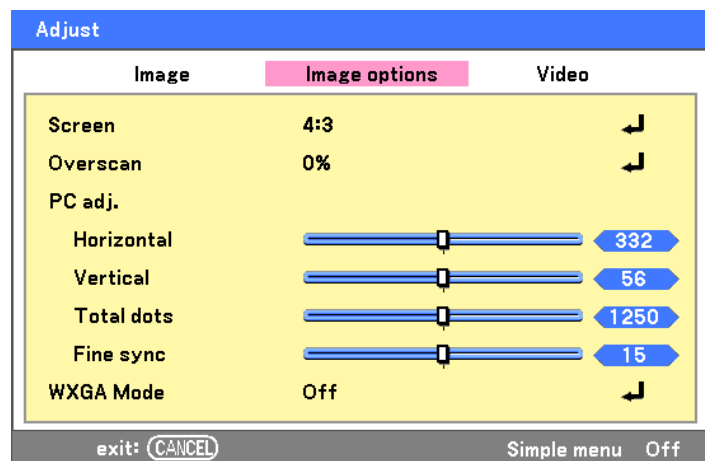 Adjust
Image Image options Video
Screen 4:3
Overscan 0%
PC adj.
Horizontal 332
Vertical 56
Total dots 1250
Fine sync 15
WXGA Mode Off
exit: CANCEL Simple menu Off